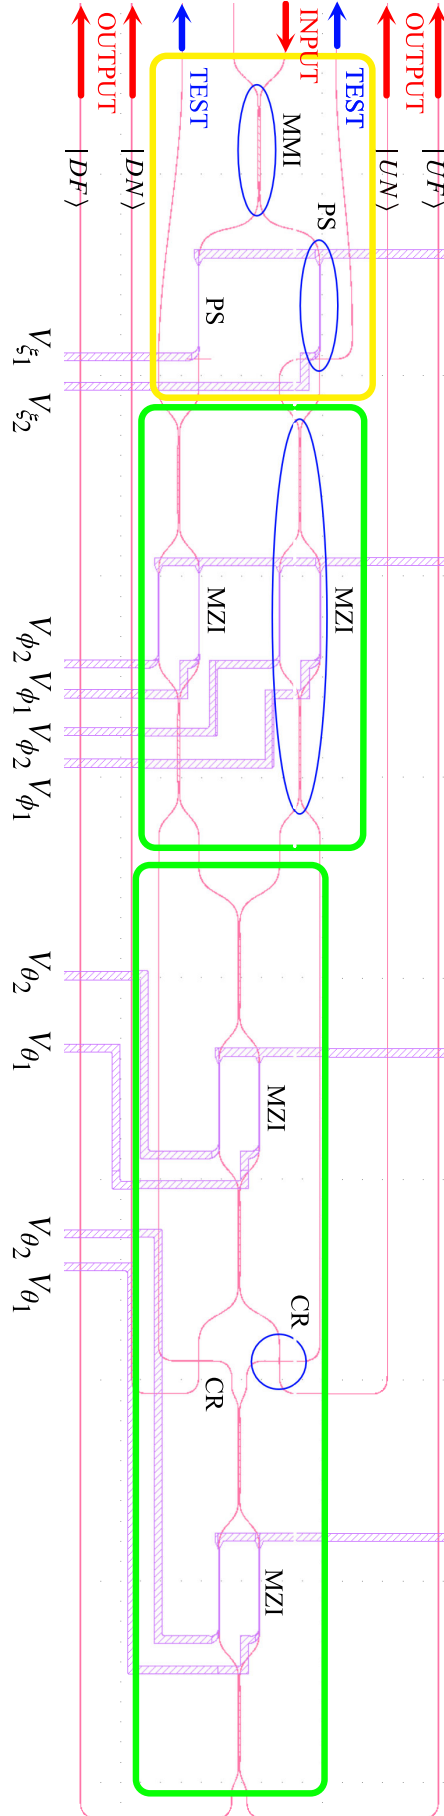 |UF⟩
OUTPUT
|UN⟩
TEST
MZI
PS
INPUT
CR
MMI
MZI
MZI
PS
MZI
CR
TEST
|DN⟩
OUTPUT
|DF⟩
V_ξ1
V_ξ2
V_ϕ2
V_ϕ1
V_ϕ2
V_ϕ1
V_θ2
V_θ1
V_θ2
V_θ1